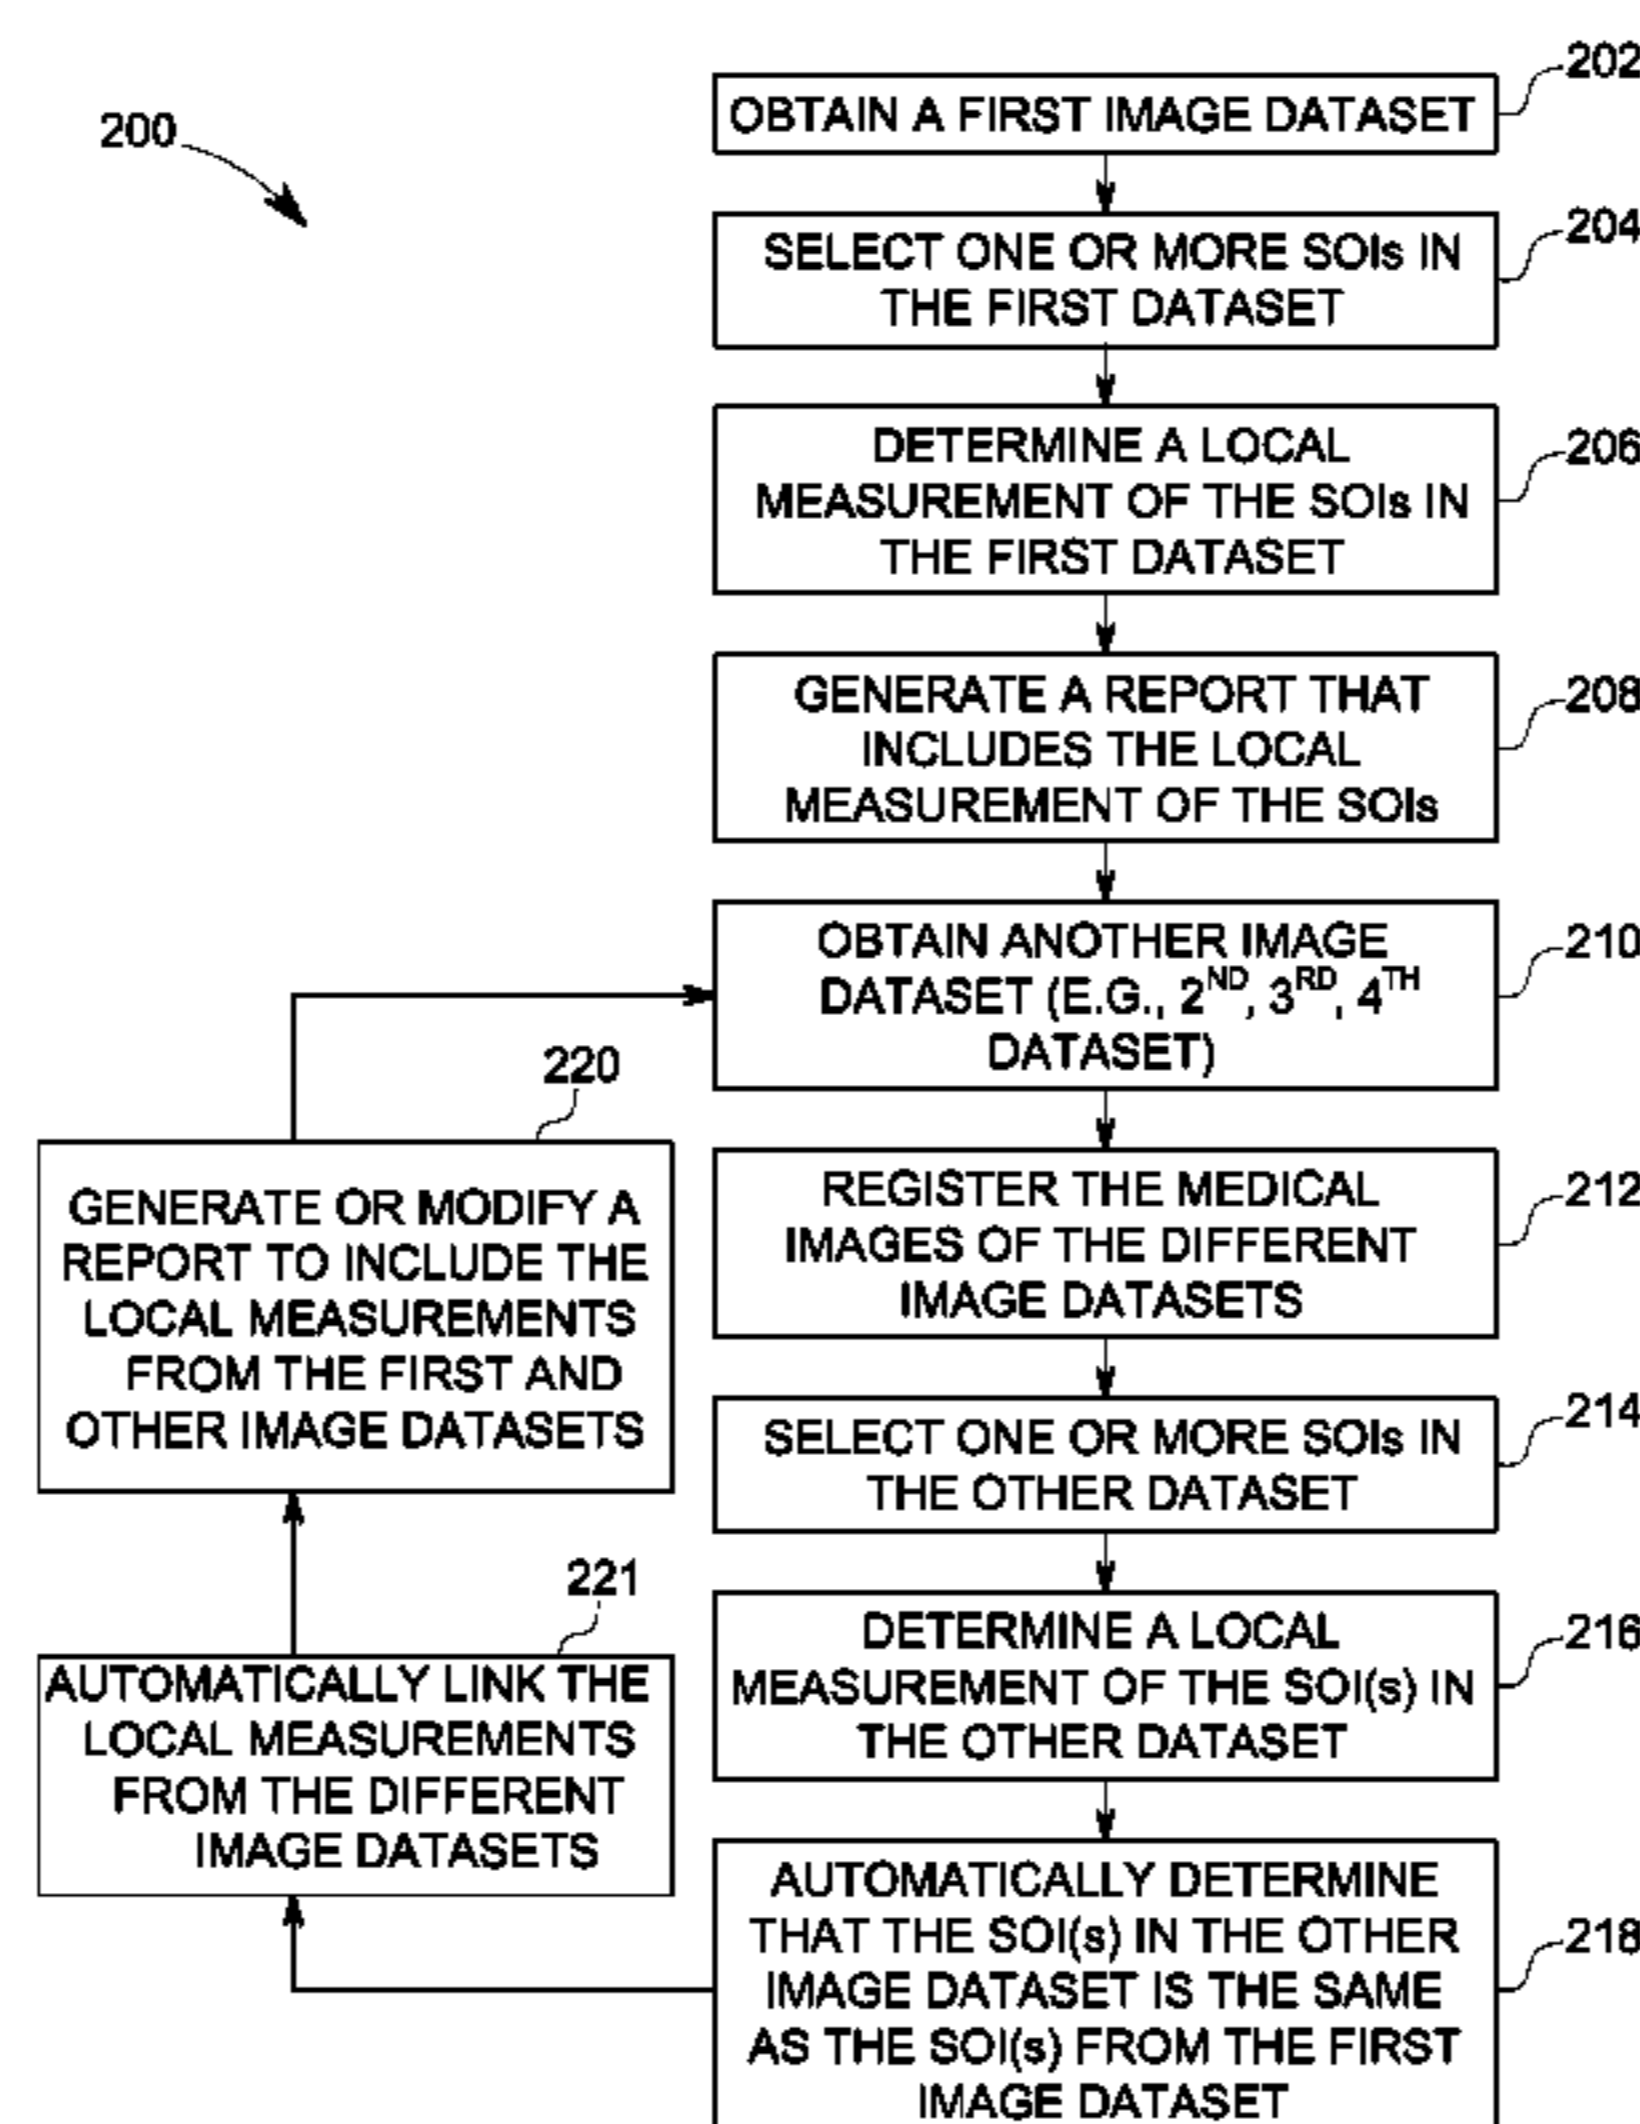 200
202
OBTAIN A FIRST IMAGE DATASET
204
SELECT ONE OR MORE SOIs IN
THE FIRST DATASET
206
DETERMINE A LOCAL
MEASUREMENT OF THE SOIs IN
THE FIRST DATASET
208
GENERATE A REPORT THAT
INCLUDES THE LOCAL
MEASUREMENT OF THE SOIs
210
OBTAIN ANOTHER IMAGE
DATASET (E.G., 2ND, 3RD, 4TH
DATASET)
212
REGISTER THE MEDICAL
IMAGES OF THE DIFFERENT
IMAGE DATASETS
214
SELECT ONE OR MORE SOIs IN
THE OTHER DATASET
216
DETERMINE A LOCAL
MEASUREMENT OF THE SOI(s) IN
THE OTHER DATASET
218
AUTOMATICALLY DETERMINE
THAT THE SOI(s) IN THE OTHER
IMAGE DATASET IS THE SAME
AS THE SOI(s) FROM THE FIRST
IMAGE DATASET
221
AUTOMATICALLY LINK THE
LOCAL MEASUREMENTS
FROM THE DIFFERENT
IMAGE DATASETS
220
GENERATE OR MODIFY A
REPORT TO INCLUDE THE
LOCAL MEASUREMENTS
FROM THE FIRST AND
OTHER IMAGE DATASETS